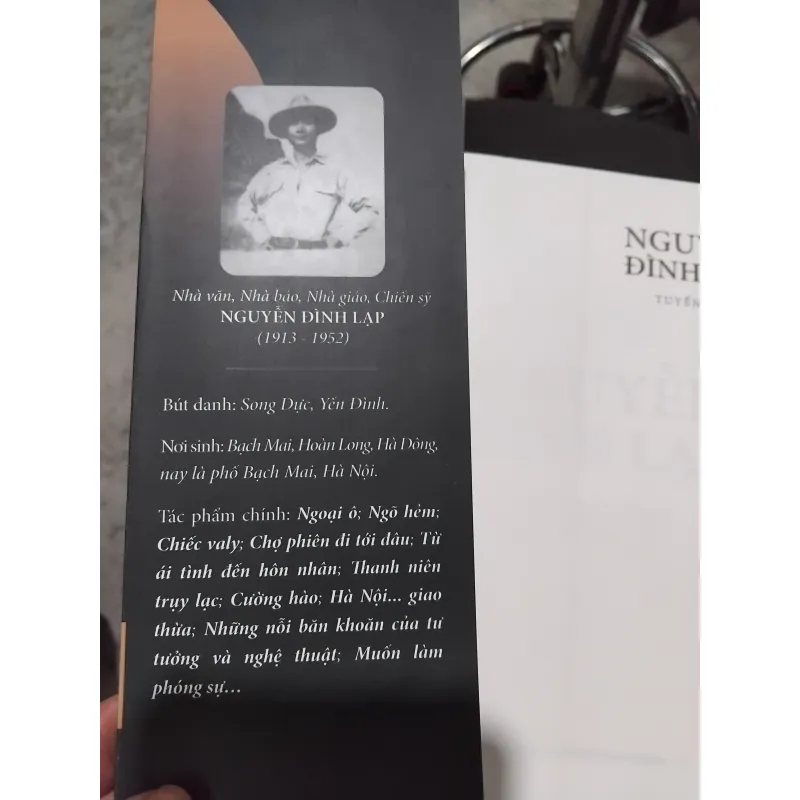 Nhà văn, Nhà báo, Nhà giáo, Chiến sỹ
NGUYỄN ĐÌNH LẠP
(1913 - 1952)
Bút danh: Song Dực, Yến Đình.
Nơi sinh: Bạch Mai, Hoàn Long, Hà Đông,
nay là phố Bạch Mai, Hà Nội.
Tác phẩm chính: Ngoại ô; Ngõ hẻm;
Chiếc valy; Chợ phiên đi tới đâu; Từ
ái tình đến hôn nhân; Thanh niên
trụy lạc; Cường hào; Hà Nội... giao
thừa; Những nỗi băn khoăn của tư
tưởng và nghệ thuật; Muốn làm
phóng sự...
NGUY
ĐÌNH
TUYỂN